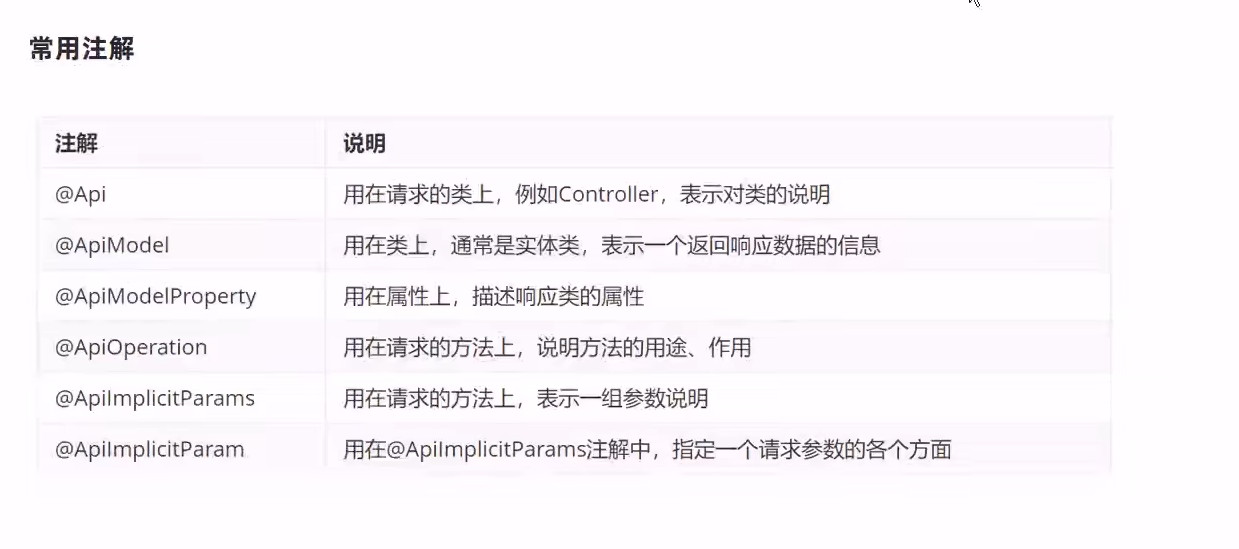 常用注解
注解 说明
@Api 用在请求的类上，例如Controller，表示对类的说明
@ApiModel 用在类上，通常是实体类，表示一个返回响应数据的信息
@ApiModelProperty 用在属性上，描述响应类的属性
@ApiOperation 用在请求的方法上，说明方法的用途、作用
@ApiImplicitParams 用在请求的方法上，表示一组参数说明
@ApiImplicitParam 用在@ApiImplicitParams注解中，指定一个请求参数的各个方面